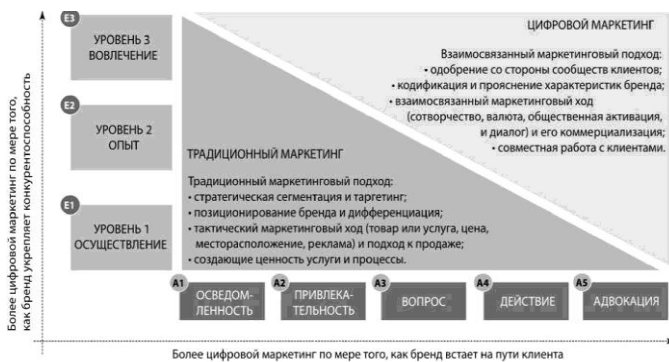 Более цифровой маркетинг по мере того,
как бренд укрепляет конкурентоспособность
E3
УРОВЕНЬ 3
ВОВЛЕЧЕНИЕ
E2
УРОВЕНЬ 2
ОПЫТ
E1
УРОВЕНЬ 1
ОСУЩЕСТВЛЕНИЕ
ЦИФРОВОЙ МАРКЕТИНГ
Взаимосвязанный маркетинговый подход:
• одобрение со стороны сообществ клиентов;
• кодификация и прояснение характеристик бренда;
• взаимосвязанный маркетинговый ход
(сотворчество, валюта, общественная активация,
и диалог) и его коммерциализация;
• совместная работа с клиентами.
ТРАДИЦИОННЫЙ МАРКЕТИНГ
Традиционный маркетинговый подход:
• стратегическая сегментация и таргетинг;
• позиционирование бренда и дифференциация;
• тактический маркетинговый ход (товар или услуга, цена,
месторасположение, реклама) и подход к продаже;
• создающие ценность услуги и процессы.
A1
ОСВЕДОМ-
ЛЕННОСТЬ
A2
ПРИВЛЕКА-
ТЕЛЬНОСТЬ
A3
ВОПРОС
A4
ДЕЙСТВИЕ
A5
АДВОКАЦИЯ
Более цифровой маркетинг по мере того, как бренд встает на пути клиента